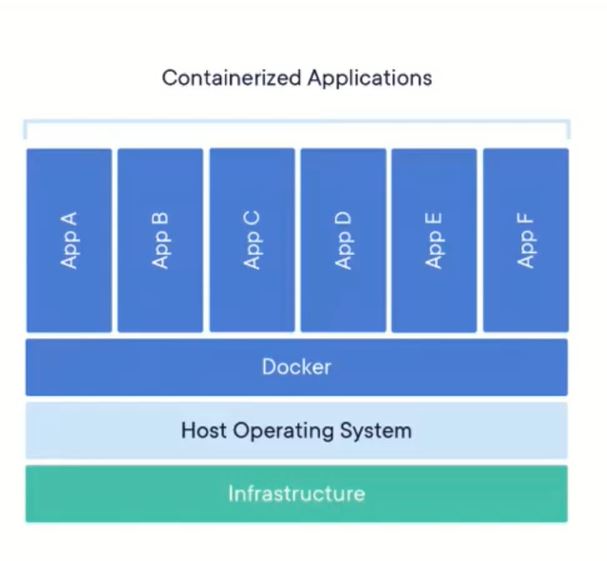 Containerized Applications
App A
App B
App C
App D
App E
App F
Docker
Host Operating System
Infrastructure